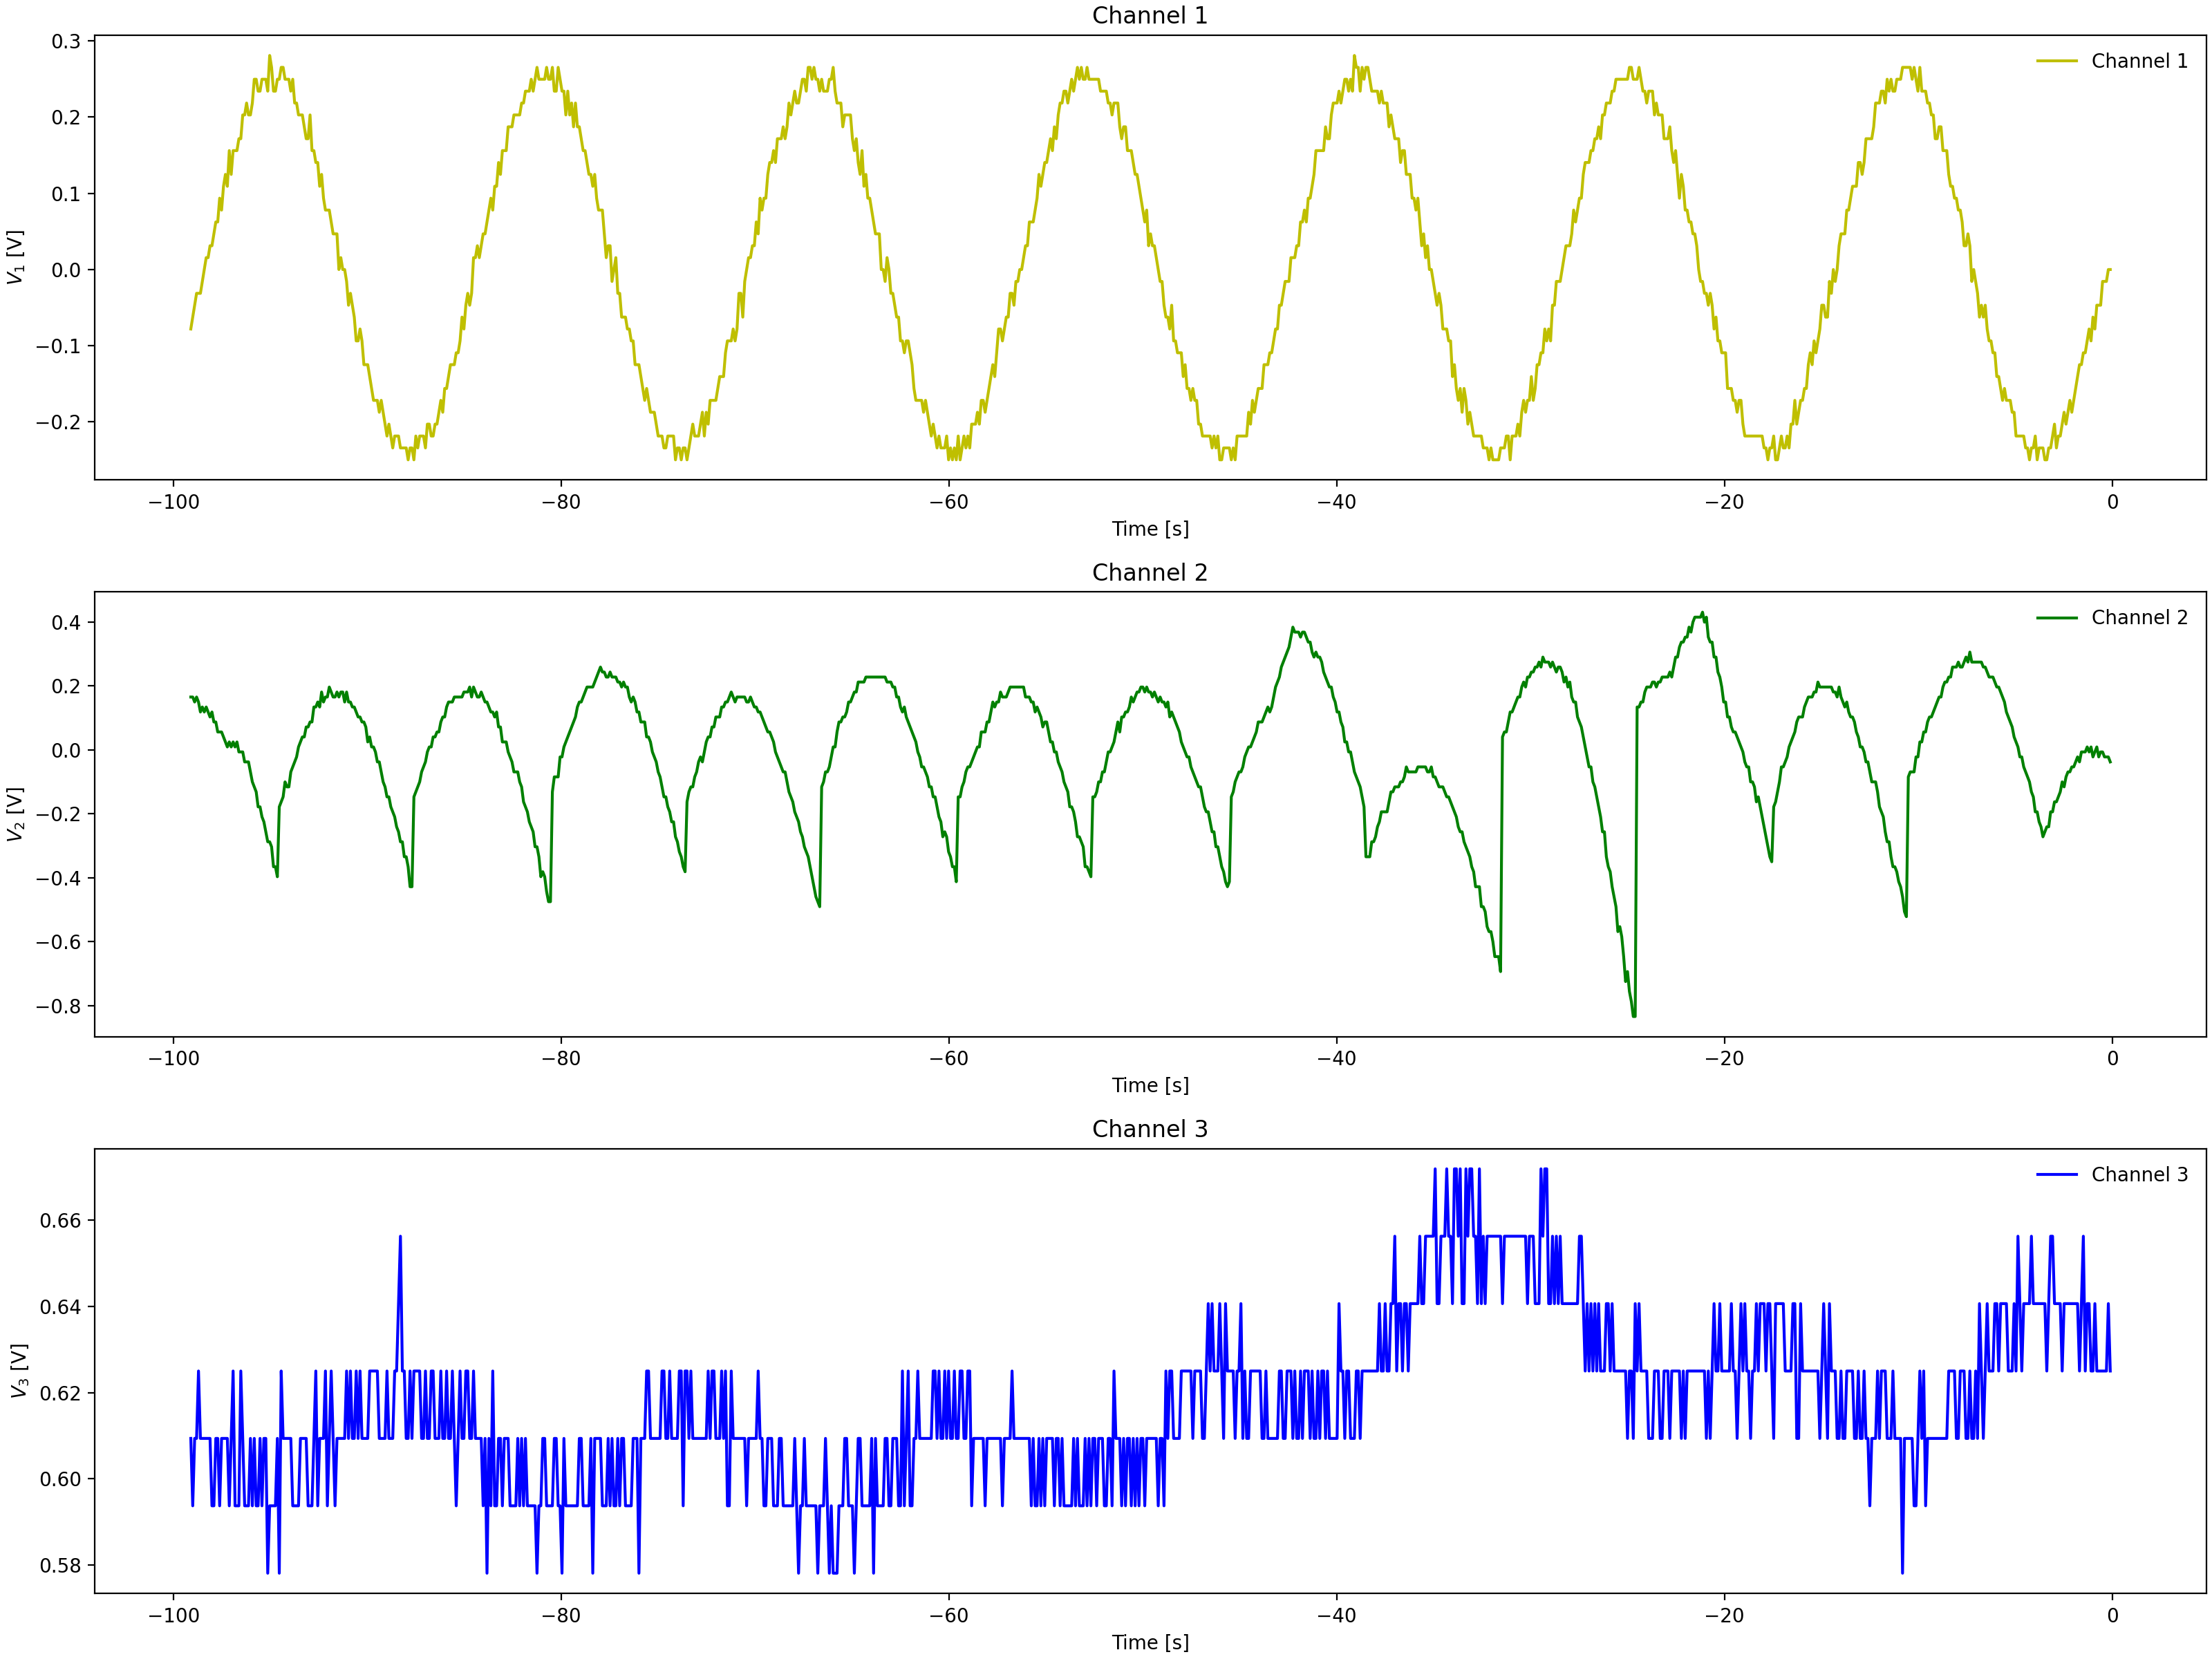 Channel 1
0.3
0.2
0.1
0.0
−0.1
−0.2
V1 [V]
Channel 1
−100 −80 −60 −40 −20 0
Time [s]
Channel 2
0.4
0.2
0.0
−0.2
−0.4
−0.6
−0.8
V2 [V]
Channel 2
−100 −80 −60 −40 −20 0
Time [s]
Channel 3
0.66
0.64
0.62
0.60
0.58
V3 [V]
Channel 3
−100 −80 −60 −40 −20 0
Time [s]